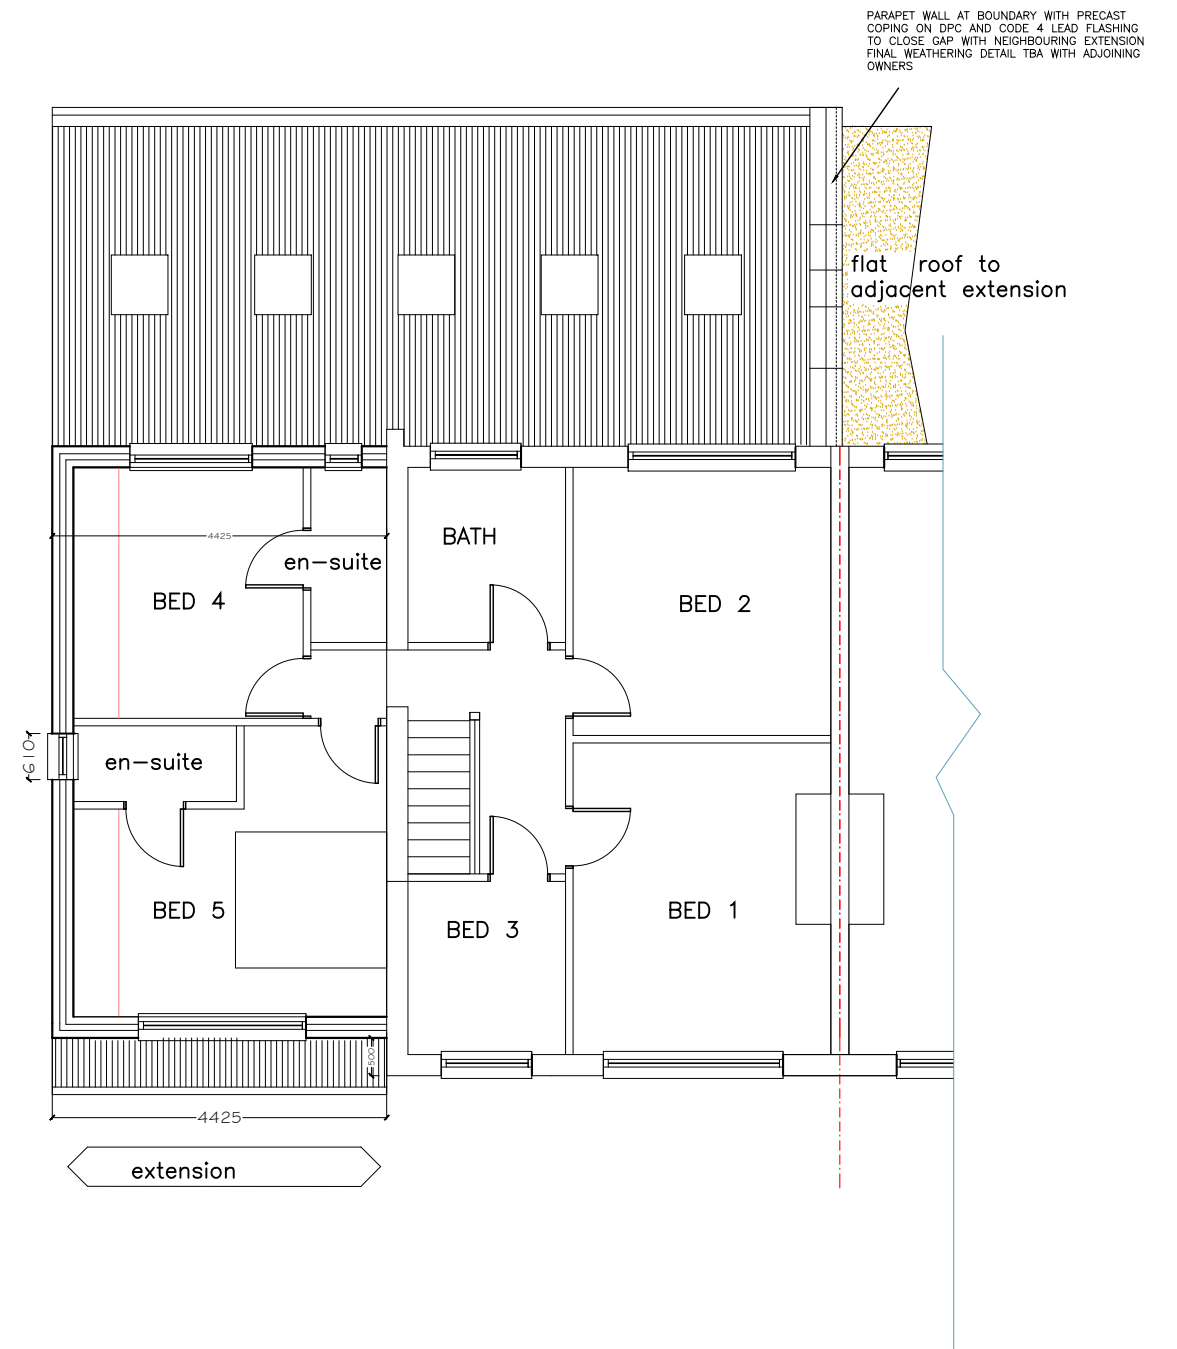 PARAPET WALL AT BOUNDARY WITH PRECAST
COPING ON DPC AND CODE 4 LEAD FLASHING
TO CLOSE GAP WITH NEIGHBOURING EXTENSION
FINAL WEATHERING DETAIL TBA WITH ADJOINING
OWNERS
flat roof to
adjacent extension
4425
BATH
en-suite
BED 4
BED 2
610
en-suite
BED 5
BED 1
BED 3
500
4425
extension